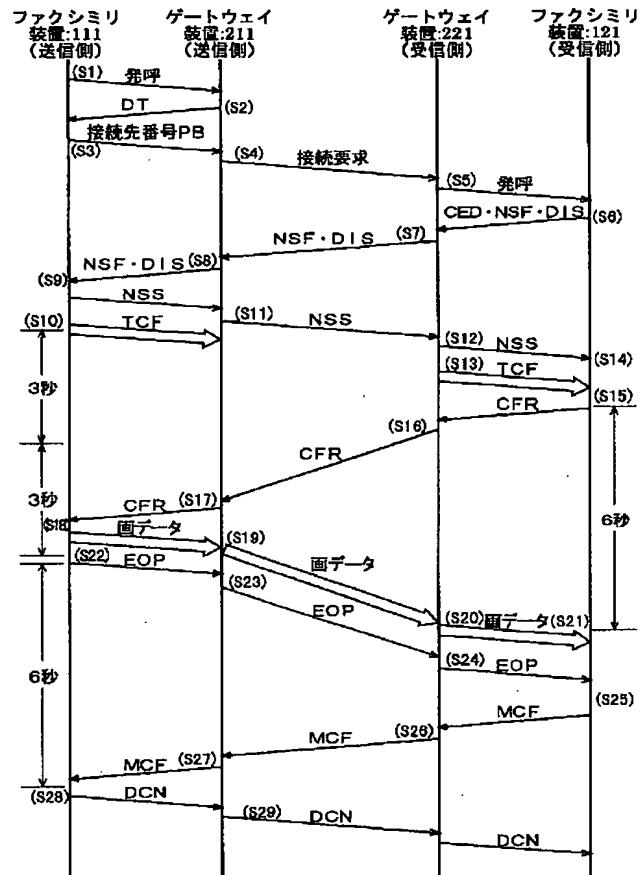 ファクシミリ
装置:111
(送信側)
ゲートウェイ
装置:211
(送信側)
ゲートウェイ
装置:221
(受信側)
ファクシミリ
装置:121
(受信側)
(S1) 発呼
DT (S2)
接続先番号PB
(S3)
(S4) 接続要求
(S5) 発呼
CED・NSF・DIS (S6)
NSF・DIS (S7)
NSF・DIS (S8)
(S9)
NSS
(S10) TCF
(S11) NSS
(S12) NSS
(S13) TCF
(S14)
3秒
CFR (S15)
(S16)
CFR
3秒
CFR (S17)
(S18) 画データ
(S19) 画データ
6秒
(S22) EOP
(S23) EOP
(S20) 画データ(S21)
(S24) EOP
6秒
(S25)
MCF
MCF (S26)
MCF (S27)
(S28) DCN
(S29) DCN
DCN